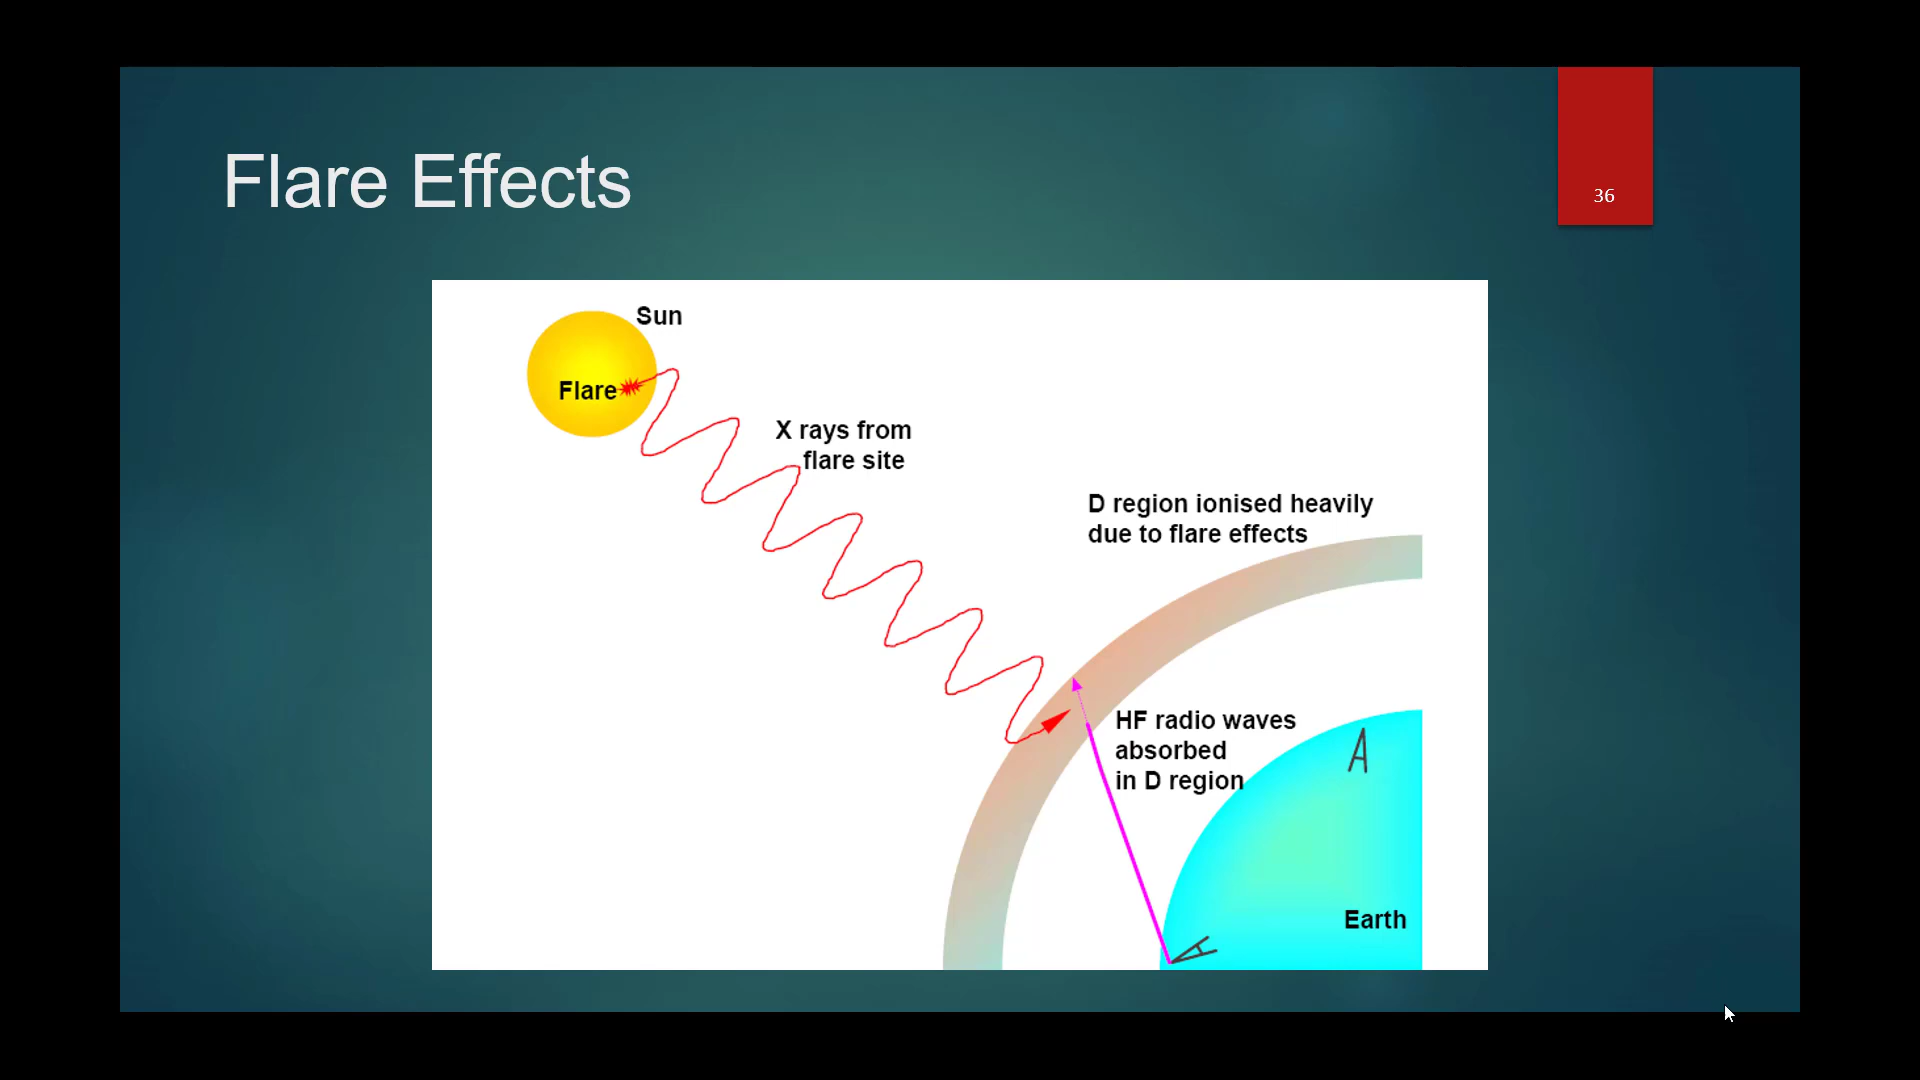 Flare Effects
36
Sun
Flare
X rays from
flare site
D region ionised heavily
due to flare effects
HF radio waves
absorbed
in D region
Earth